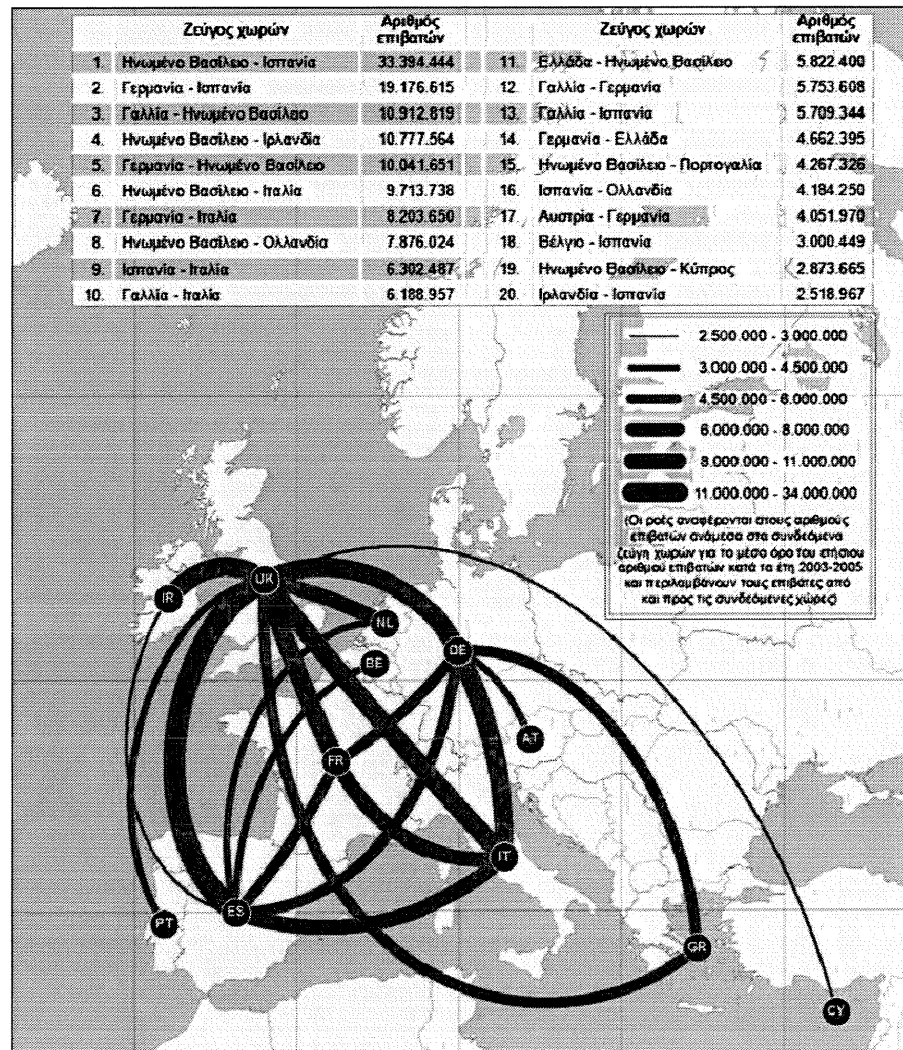 Ζεύγος χωρών Αριθμός επιβατών Ζεύγος χωρών Αριθμός επιβατών
1. Ηνωμένο Βασίλειο - Ισπανία 33.394.444 11. Ελλάδα - Ηνωμένο Βασίλειο 5.822.400
2. Γερμανία - Ισπανία 19.176.615 12. Γαλλία - Γερμανία 5.753.608
3. Γαλλία - Ηνωμένο Βασίλειο 10.912.819 13. Γαλλία - Ισπανία 5.709.344
4. Ηνωμένο Βασίλειο - Ιρλανδία 10.777.564 14. Γερμανία - Ελλάδα 4.662.395
5. Γερμανία - Ηνωμένο Βασίλειο 10.041.651 15. Ηνωμένο Βασίλειο - Πορτογαλία 4.267.326
6. Ηνωμένο Βασίλειο - Ιταλία 9.713.738 16. Ισπανία - Ολλανδία 4.184.250
7. Γερμανία - Ιταλία 8.203.650 17. Αυστρία - Γερμανία 4.051.970
8. Ηνωμένο Βασίλειο - Ολλανδία 7.876.024 18. Βέλγιο - Ισπανία 3.000.449
9. Ισπανία - Ιταλία 6.302.487 19. Ηνωμένο Βασίλειο - Κύπρος 2.873.665
10. Γαλλία - Ιταλία 6.188.957 20. Ιρλανδία - Ισπανία 2.518.967
2.500.000 - 3.000.000
3.000.000 - 4.500.000
4.500.000 - 6.000.000
6.000.000 - 8.000.000
8.000.000 - 11.000.000
11.000.000 - 34.000.000
(Οι ροές αναφέρονται στους αριθμούς
επιβατών ανάμεσα στα συνδεόμενα
ζεύγη χωρών για το μέσο όρο του ετήσιου
αριθμού επιβατών κατά τα έτη 2003-2005
και περιλαμβάνουν τους επιβάτες από
και προς τις συνδεόμενες χώρες)
UK
IR
NL
DE
BE
AT
FR
IT
ES
PT
GR
CY